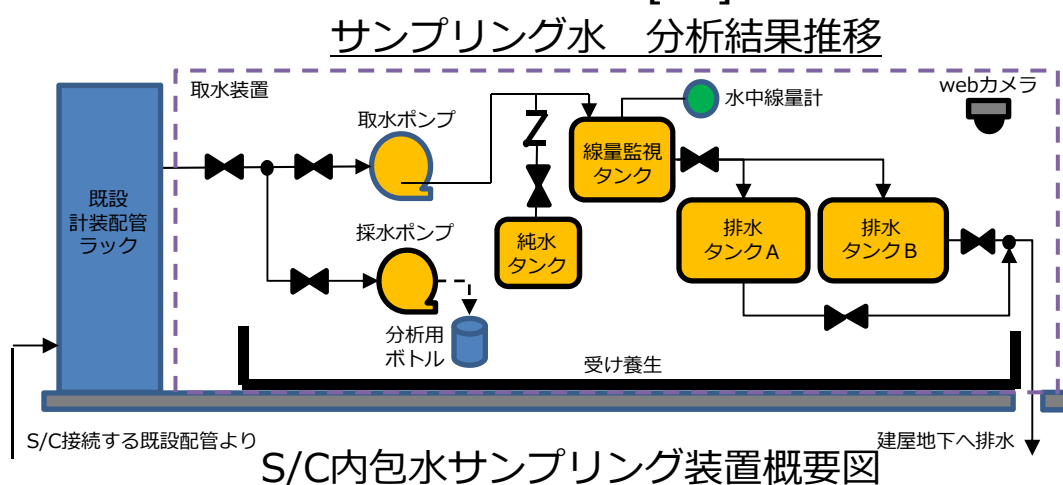 サンプリング水　分析結果推移
取水装置
webカメラ
水中線量計
取水ポンプ
線量監視
タンク
既設
計装配管
ラック
採水ポンプ
純水
タンク
排水
タンクA
排水
タンクB
分析用
ボトル
受け養生
S/C接続する既設配管より
建屋地下へ排水
S/C内包水サンプリング装置概要図